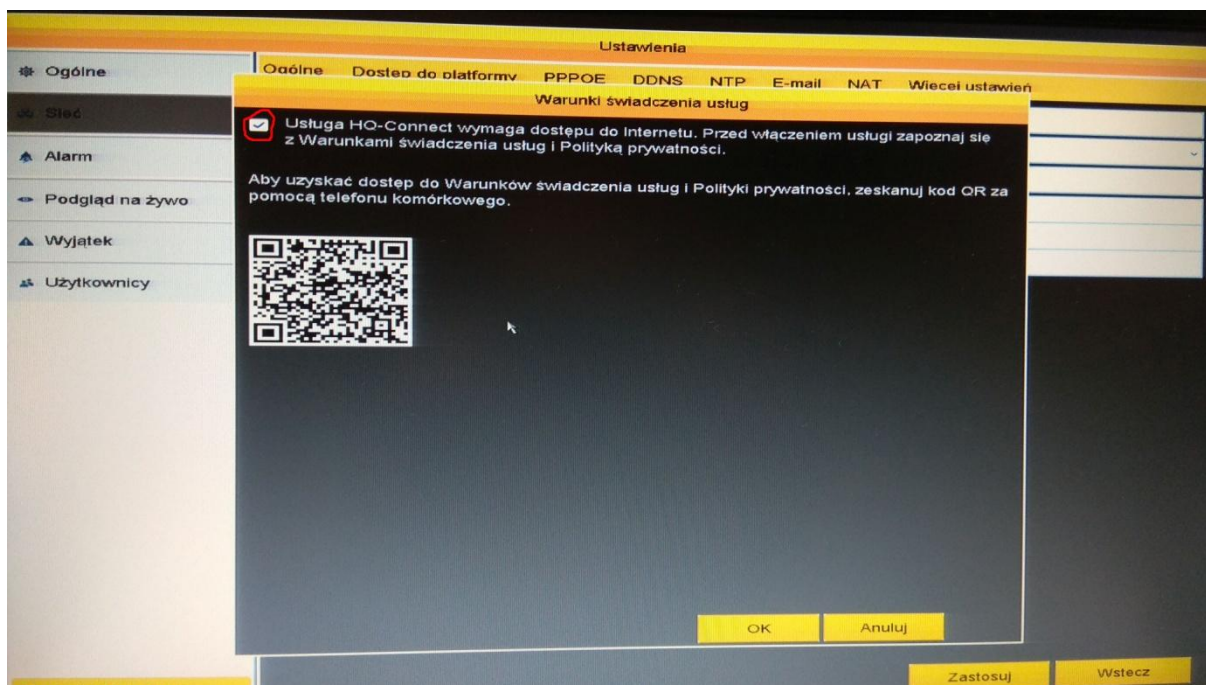 Ustawienia
Ogólne
Sieć
Alarm
Podgląd na żywo
Wyjątek
Użytkownicy
Ogólne Dostęp do platformy PPPOE DDNS NTP E-mail NAT Więcej ustawień
Warunki świadczenia usług
Usługa HQ-Connect wymaga dostępu do Internetu. Przed włączeniem usługi zapoznaj się
z Warunkami świadczenia usług i Polityką prywatności.
Aby uzyskać dostęp do Warunków świadczenia usług i Polityki prywatności, zeskanuj kod QR za
pomocą telefonu komórkowego.
OK Anuluj
Zastosuj Wstecz